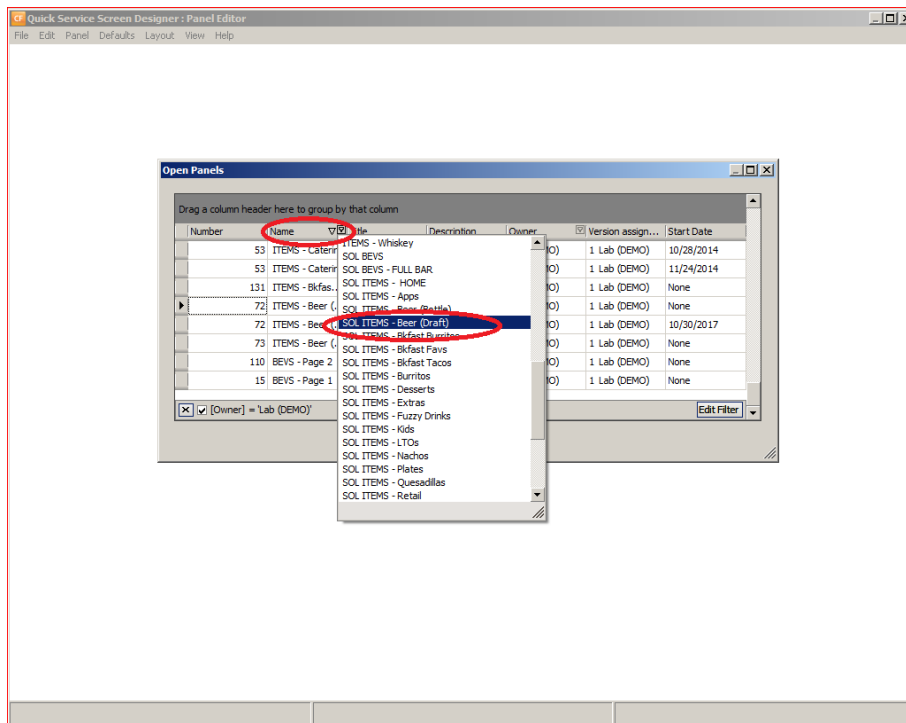 CF Quick Service Screen Designer : Panel Editor
File Edit Panel Defaults Layout View Help
Open Panels
Drag a column header here to group by that column
Number Name Description Owner Version assign... Start Date
53 ITEMS - Caterin 1 Lab (DEMO) 10/28/2014
53 ITEMS - Caterin 1 Lab (DEMO) 11/24/2014
131 ITEMS - Bkfas... 1 Lab (DEMO) None
72 ITEMS - Beer (. 1 Lab (DEMO) None
72 ITEMS - Bee 1 Lab (DEMO) 10/30/2017
73 ITEMS - Beer (. 1 Lab (DEMO) None
110 BEVS - Page 2 1 Lab (DEMO) None
15 BEVS - Page 1 1 Lab (DEMO) None
[Owner] = 'Lab (DEMO)' Edit Filter
ITEMS - Whiskey
SOL BEVS
SOL BEVS - FULL BAR
SOL ITEMS - HOME
SOL ITEMS - Apps
SOL ITEMS - Beer (Bottle)
SOL ITEMS - Beer (Draft)
SOL ITEMS - Bkfast Burritos
SOL ITEMS - Bkfast Favs
SOL ITEMS - Bkfast Tacos
SOL ITEMS - Burritos
SOL ITEMS - Desserts
SOL ITEMS - Extras
SOL ITEMS - Fuzzy Drinks
SOL ITEMS - Kids
SOL ITEMS - LTOs
SOL ITEMS - Nachos
SOL ITEMS - Plates
SOL ITEMS - Quesadillas
SOL ITEMS - Retail